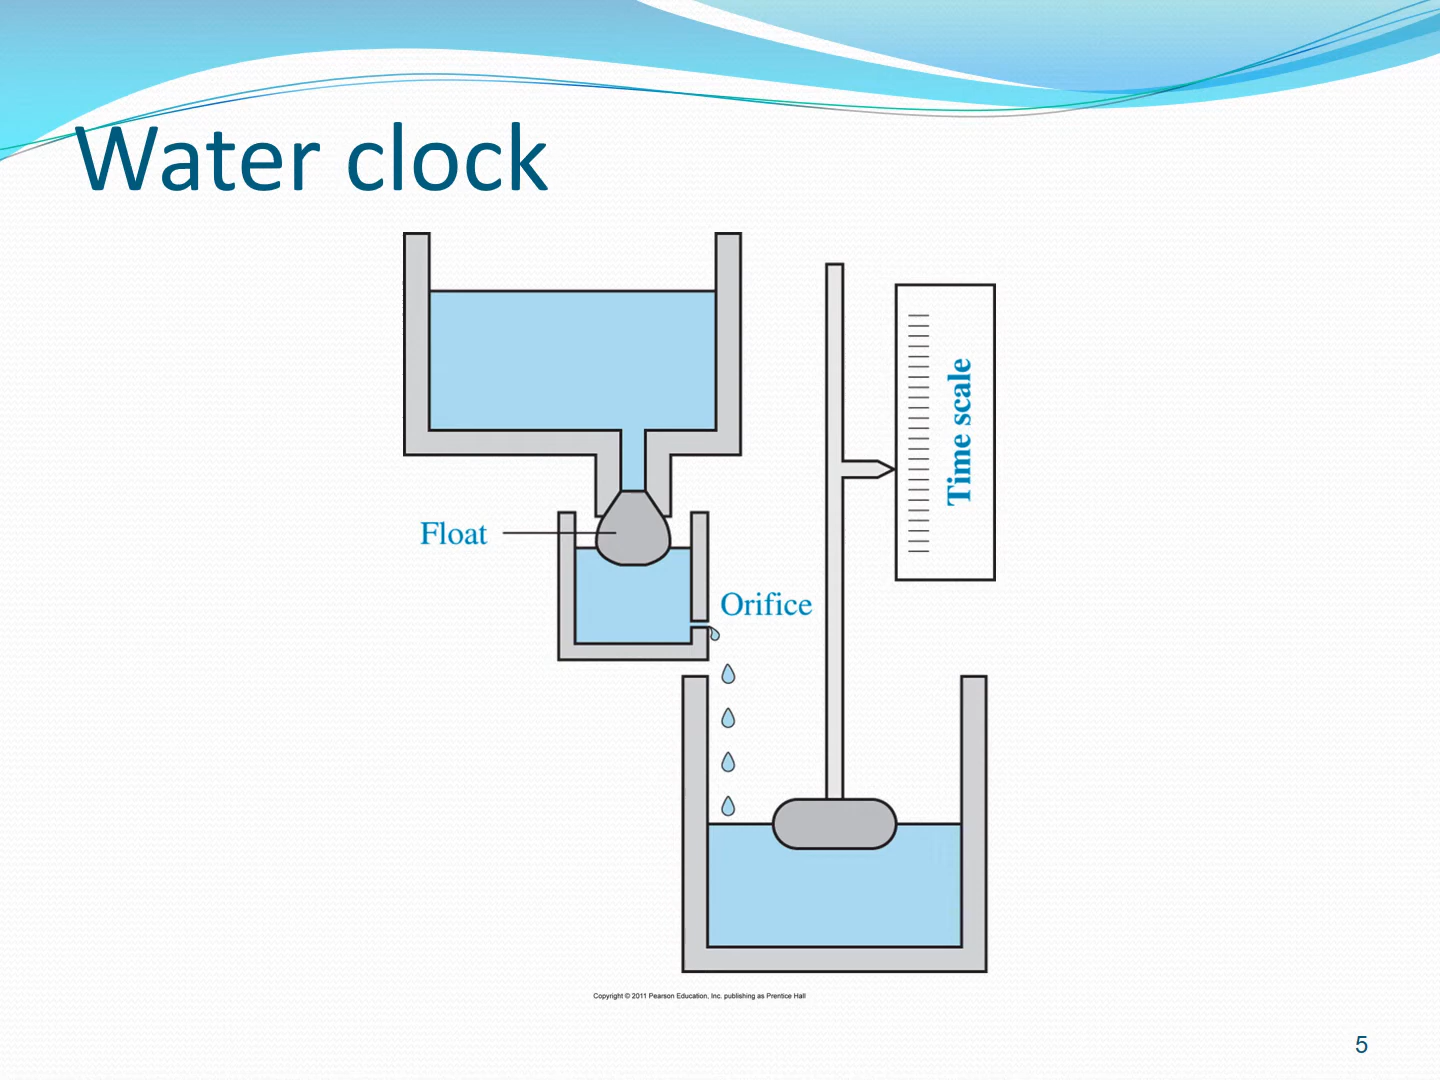 Water clock
Time scale
Float
Orifice
Copyright © 2011 Pearson Education, Inc. publishing as Prentice Hall
5